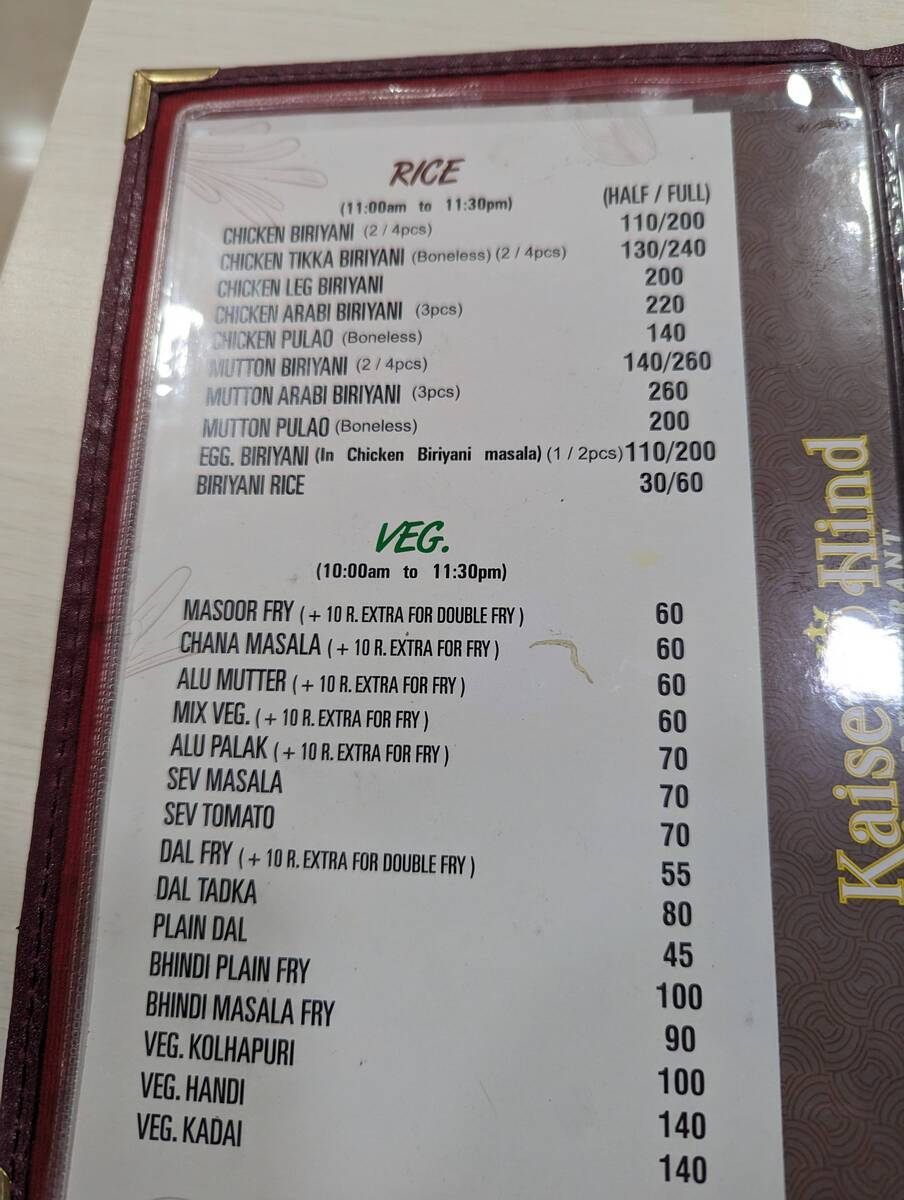 RICE
(11:00am to 11:30pm) (HALF / FULL)
CHICKEN BIRIYANI (2 / 4pcs) 110/200
CHICKEN TIKKA BIRIYANI (Boneless) (2 / 4pcs) 130/240
CHICKEN LEG BIRIYANI 200
CHICKEN ARABI BIRIYANI (3pcs) 220
CHICKEN PULAO (Boneless) 140
MUTTON BIRIYANI (2 / 4pcs) 140/260
MUTTON ARABI BIRIYANI (3pcs) 260
MUTTON PULAO (Boneless) 200
EGG. BIRIYANI (In Chicken Biriyani masala) (1 / 2pcs) 110/200
BIRIYANI RICE 30/60
VEG.
(10:00am to 11:30pm)
MASOOR FRY ( + 10 R. EXTRA FOR DOUBLE FRY ) 60
CHANA MASALA ( + 10 R. EXTRA FOR FRY ) 60
ALU MUTTER ( + 10 R. EXTRA FOR FRY ) 60
MIX VEG. ( + 10 R. EXTRA FOR FRY ) 60
ALU PALAK ( + 10 R. EXTRA FOR FRY ) 70
SEV MASALA 70
SEV TOMATO 70
DAL FRY ( + 10 R. EXTRA FOR DOUBLE FRY ) 55
DAL TADKA 80
PLAIN DAL 45
BHINDI PLAIN FRY 100
BHINDI MASALA FRY 90
VEG. KOLHAPURI 100
VEG. HANDI 140
VEG. KADAI 140
Kaise Hind